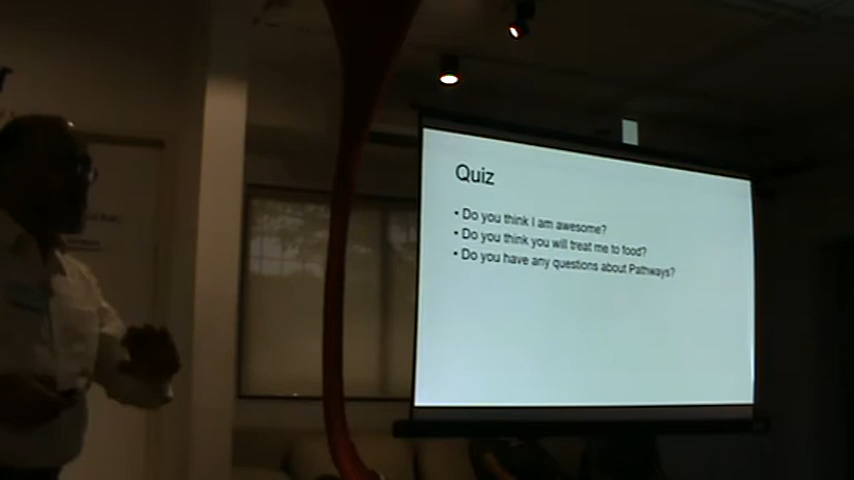 Quiz
• Do you think I am awesome?
• Do you think you will treat me to food?
• Do you have any questions about Pathways?